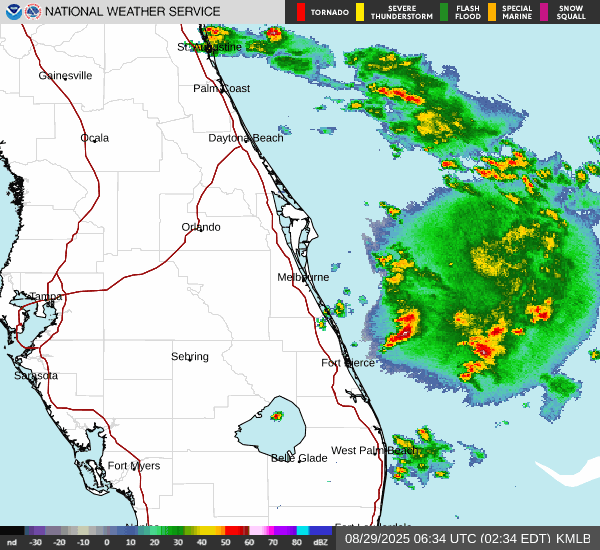 NATIONAL WEATHER SERVICE
TORNADO
SEVERE THUNDERSTORM
FLASH FLOOD
SPECIAL MARINE
SNOW SQUALL
St. Augustine
Gainesville
Palm Coast
Ocala
Daytona Beach
Orlando
Melbourne
Tampa
Sebring
Fort Pierce
Sarasota
West Palm Beach
Belle Glade
Fort Myers
nd -30 -20 -10 0 10 20 30 40 50 60 70 80 dBZ
08/29/2025 06:34 UTC (02:34 EDT) KMLB